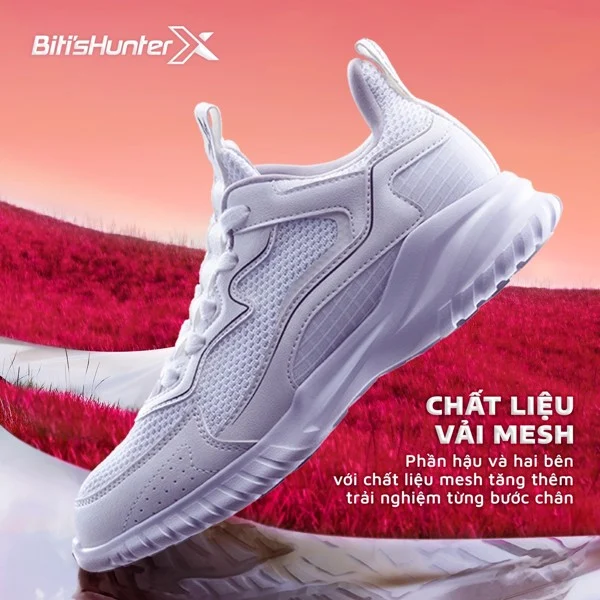 Biti'sHunter X
CHẤT LIỆU
VẢI MESH
Phần hậu và hai bên
với chất liệu mesh tăng thêm
trải nghiệm từng bước chân